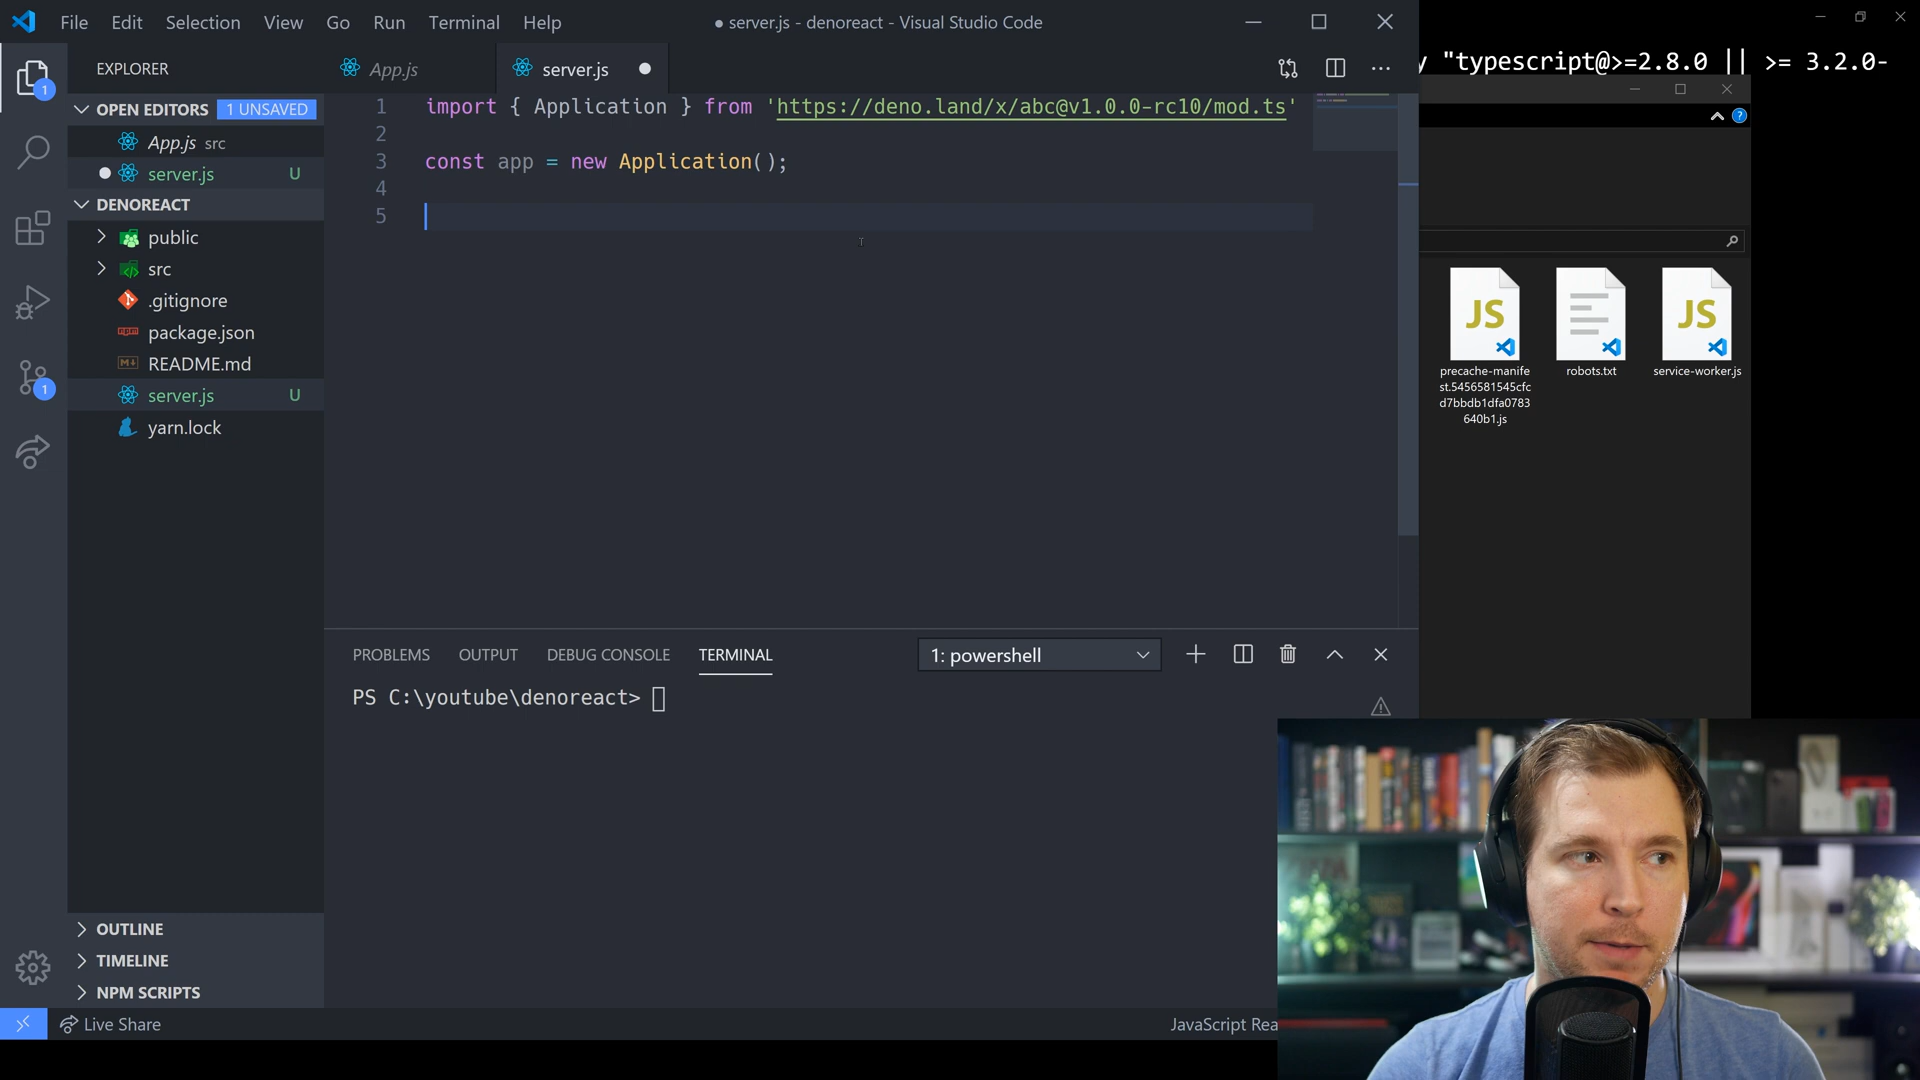 File Edit Selection View Go Run Terminal Help
● server.js - denoreact - Visual Studio Code
y "typescript@>=2.8.0 || >= 3.2.0-
EXPLORER
App.js
server.js
OPEN EDITORS 1 UNSAVED
App.js src
server.js U
DENOREACT
public
src
.gitignore
package.json
README.md
server.js U
yarn.lock
1 import { Application } from 'https://deno.land/x/abc@v1.0.0-rc10/mod.ts'
2
3 const app = new Application();
4
5
JS
JS
precache-manife
st.5456581545cfc
d7bbdb1dfa0783
640b1.js
robots.txt
service-worker.js
PROBLEMS OUTPUT DEBUG CONSOLE TERMINAL
1: powershell
PS C:\youtube\denoreact>
OUTLINE
TIMELINE
NPM SCRIPTS
1
1
Live Share
JavaScript Rea